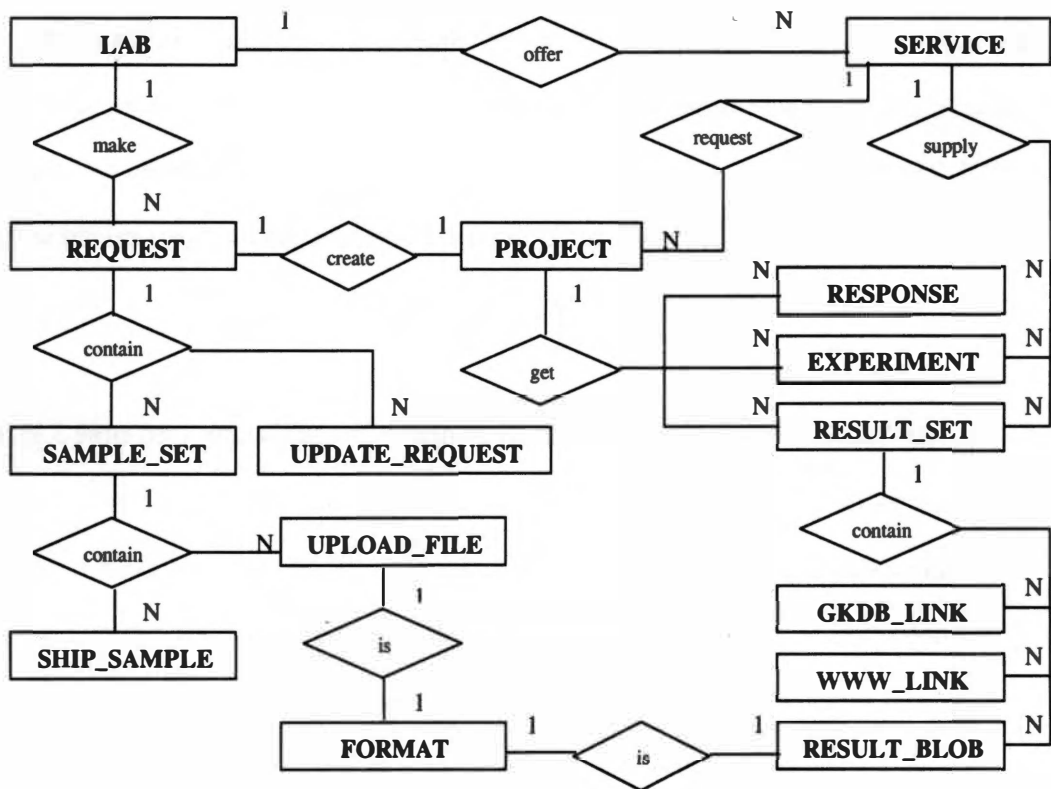 1 N
LAB offer SERVICE
1 1 1
make request supply
N
REQUEST 1 create 1 PROJECT N
1 1 N RESPONSE N
contain get N EXPERIMENT N
N N N N
SAMPLE_SET UPDATE_REQUEST RESULT_SET
1 1
contain N UPLOAD_FILE contain
N 1 GKDB_LINK N
SHIP_SAMPLE is WWW_LINK N
1 1 1 N
FORMAT is RESULT_BLOB